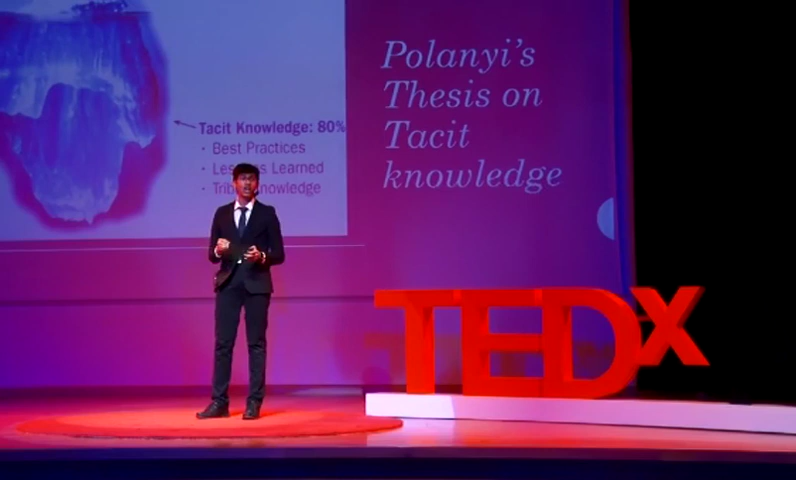 Tacit Knowledge: 80%
· Best Practices
· Learned
· Knowledge
Polanyi's
Thesis on
Tacit
knowledge
TEDx